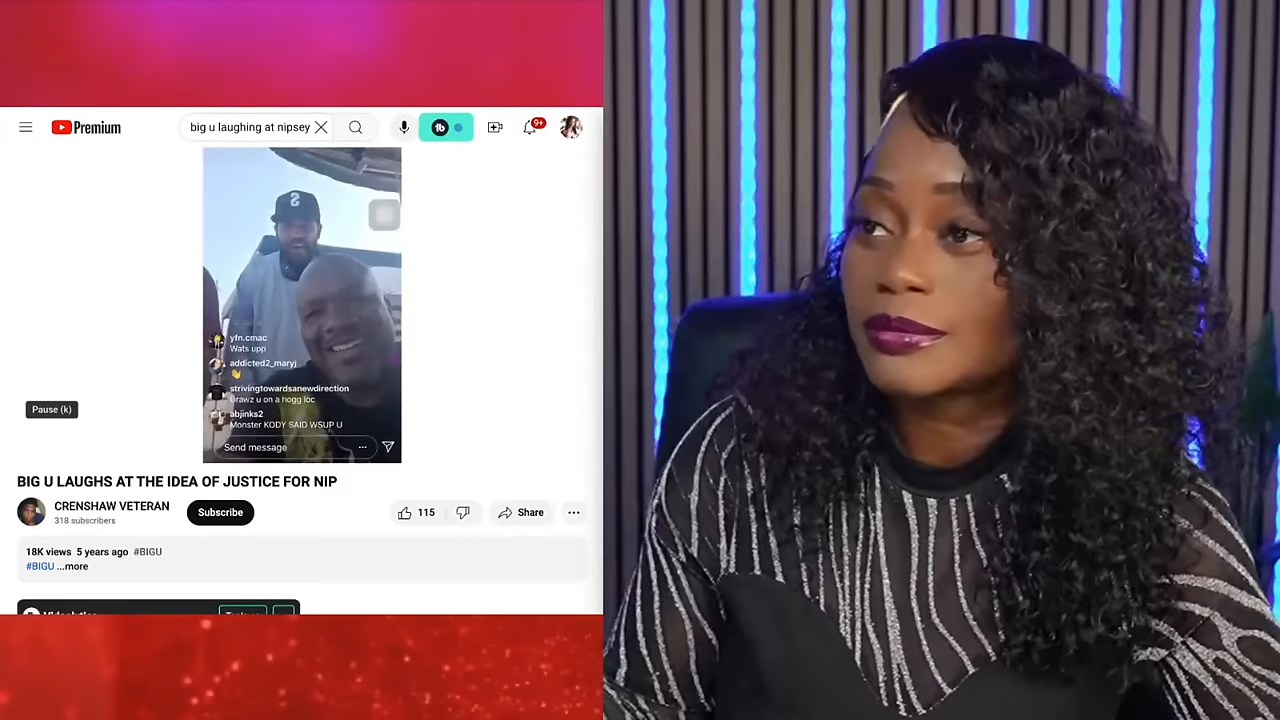 Premium
big u laughing at nipsey
9+
yfn.cmac
Wats upp
addicted2_maryj
strivingtowardsanewdirection
Drawz u on a hogg loc
abjinks2
Monster KODY SAID WSUP U
Send message
Pause (k)
BIG U LAUGHS AT THE IDEA OF JUSTICE FOR NIP
CRENSHAW VETERAN
318 subscribers
Subscribe
115
Share
18K views 5 years ago #BIGU
#BIGU ...more